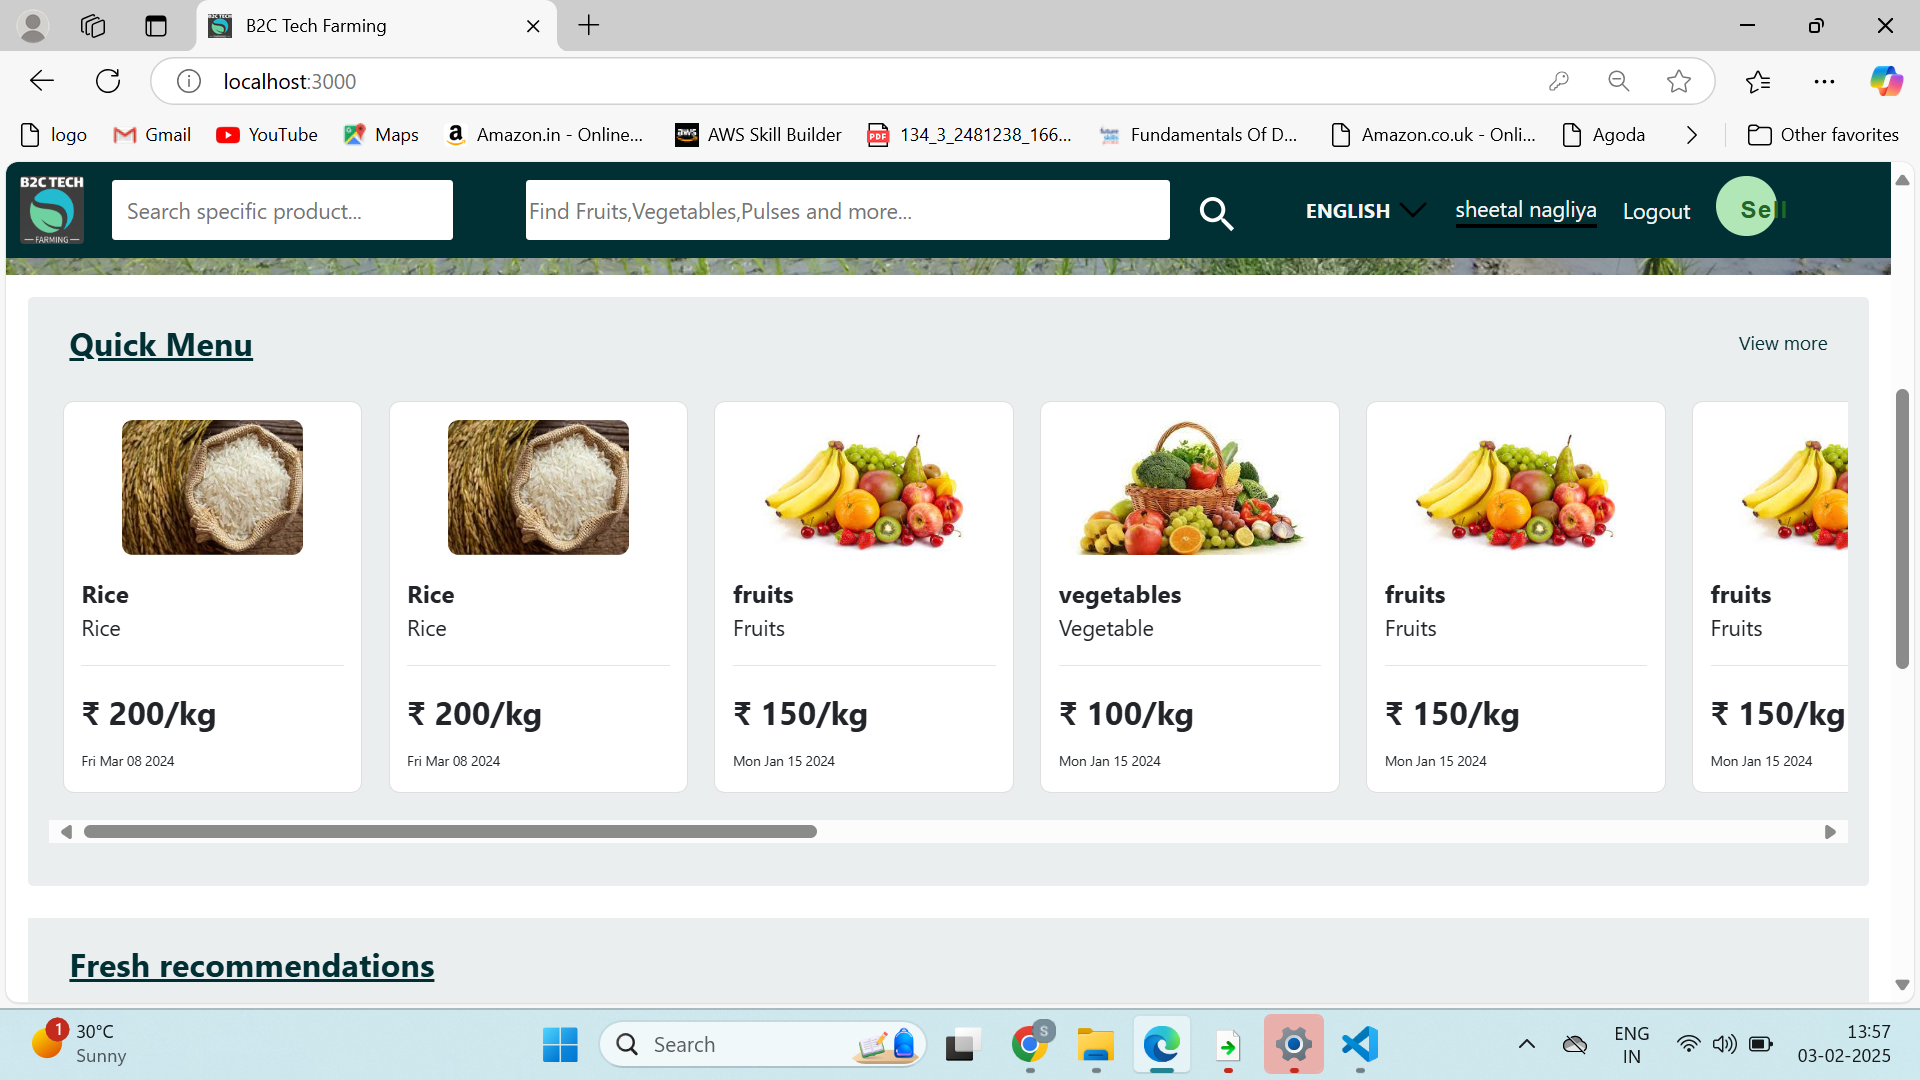 B2C Tech Farming
localhost:3000
logo
Gmail
YouTube
Maps
Amazon.in - Online...
AWS Skill Builder
134_3_2481238_166...
Fundamentals Of D...
Amazon.co.uk - Onli...
Agoda
Other favorites
B2C TECH
FARMING
Search specific product...
Find Fruits,Vegetables,Pulses and more...
ENGLISH
sheetal nagliya
Logout
Sell
Quick Menu
View more
Rice
Rice
₹ 200/kg
Fri Mar 08 2024
Rice
Rice
₹ 200/kg
Fri Mar 08 2024
fruits
Fruits
₹ 150/kg
Mon Jan 15 2024
vegetables
Vegetable
₹ 100/kg
Mon Jan 15 2024
fruits
Fruits
₹ 150/kg
Mon Jan 15 2024
fruits
Fruits
₹ 150/kg
Mon Jan 15 2024
Fresh recommendations
1
30°C
Sunny
Search
S
ENG
IN
13:57
03-02-2025